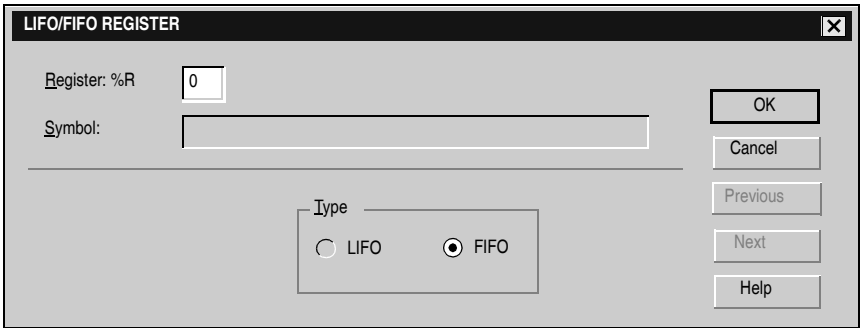 LIFO/FIFO REGISTER
Register: %R 0
Symbol:
Type
LIFO FIFO
OK
Cancel
Previous
Next
Help